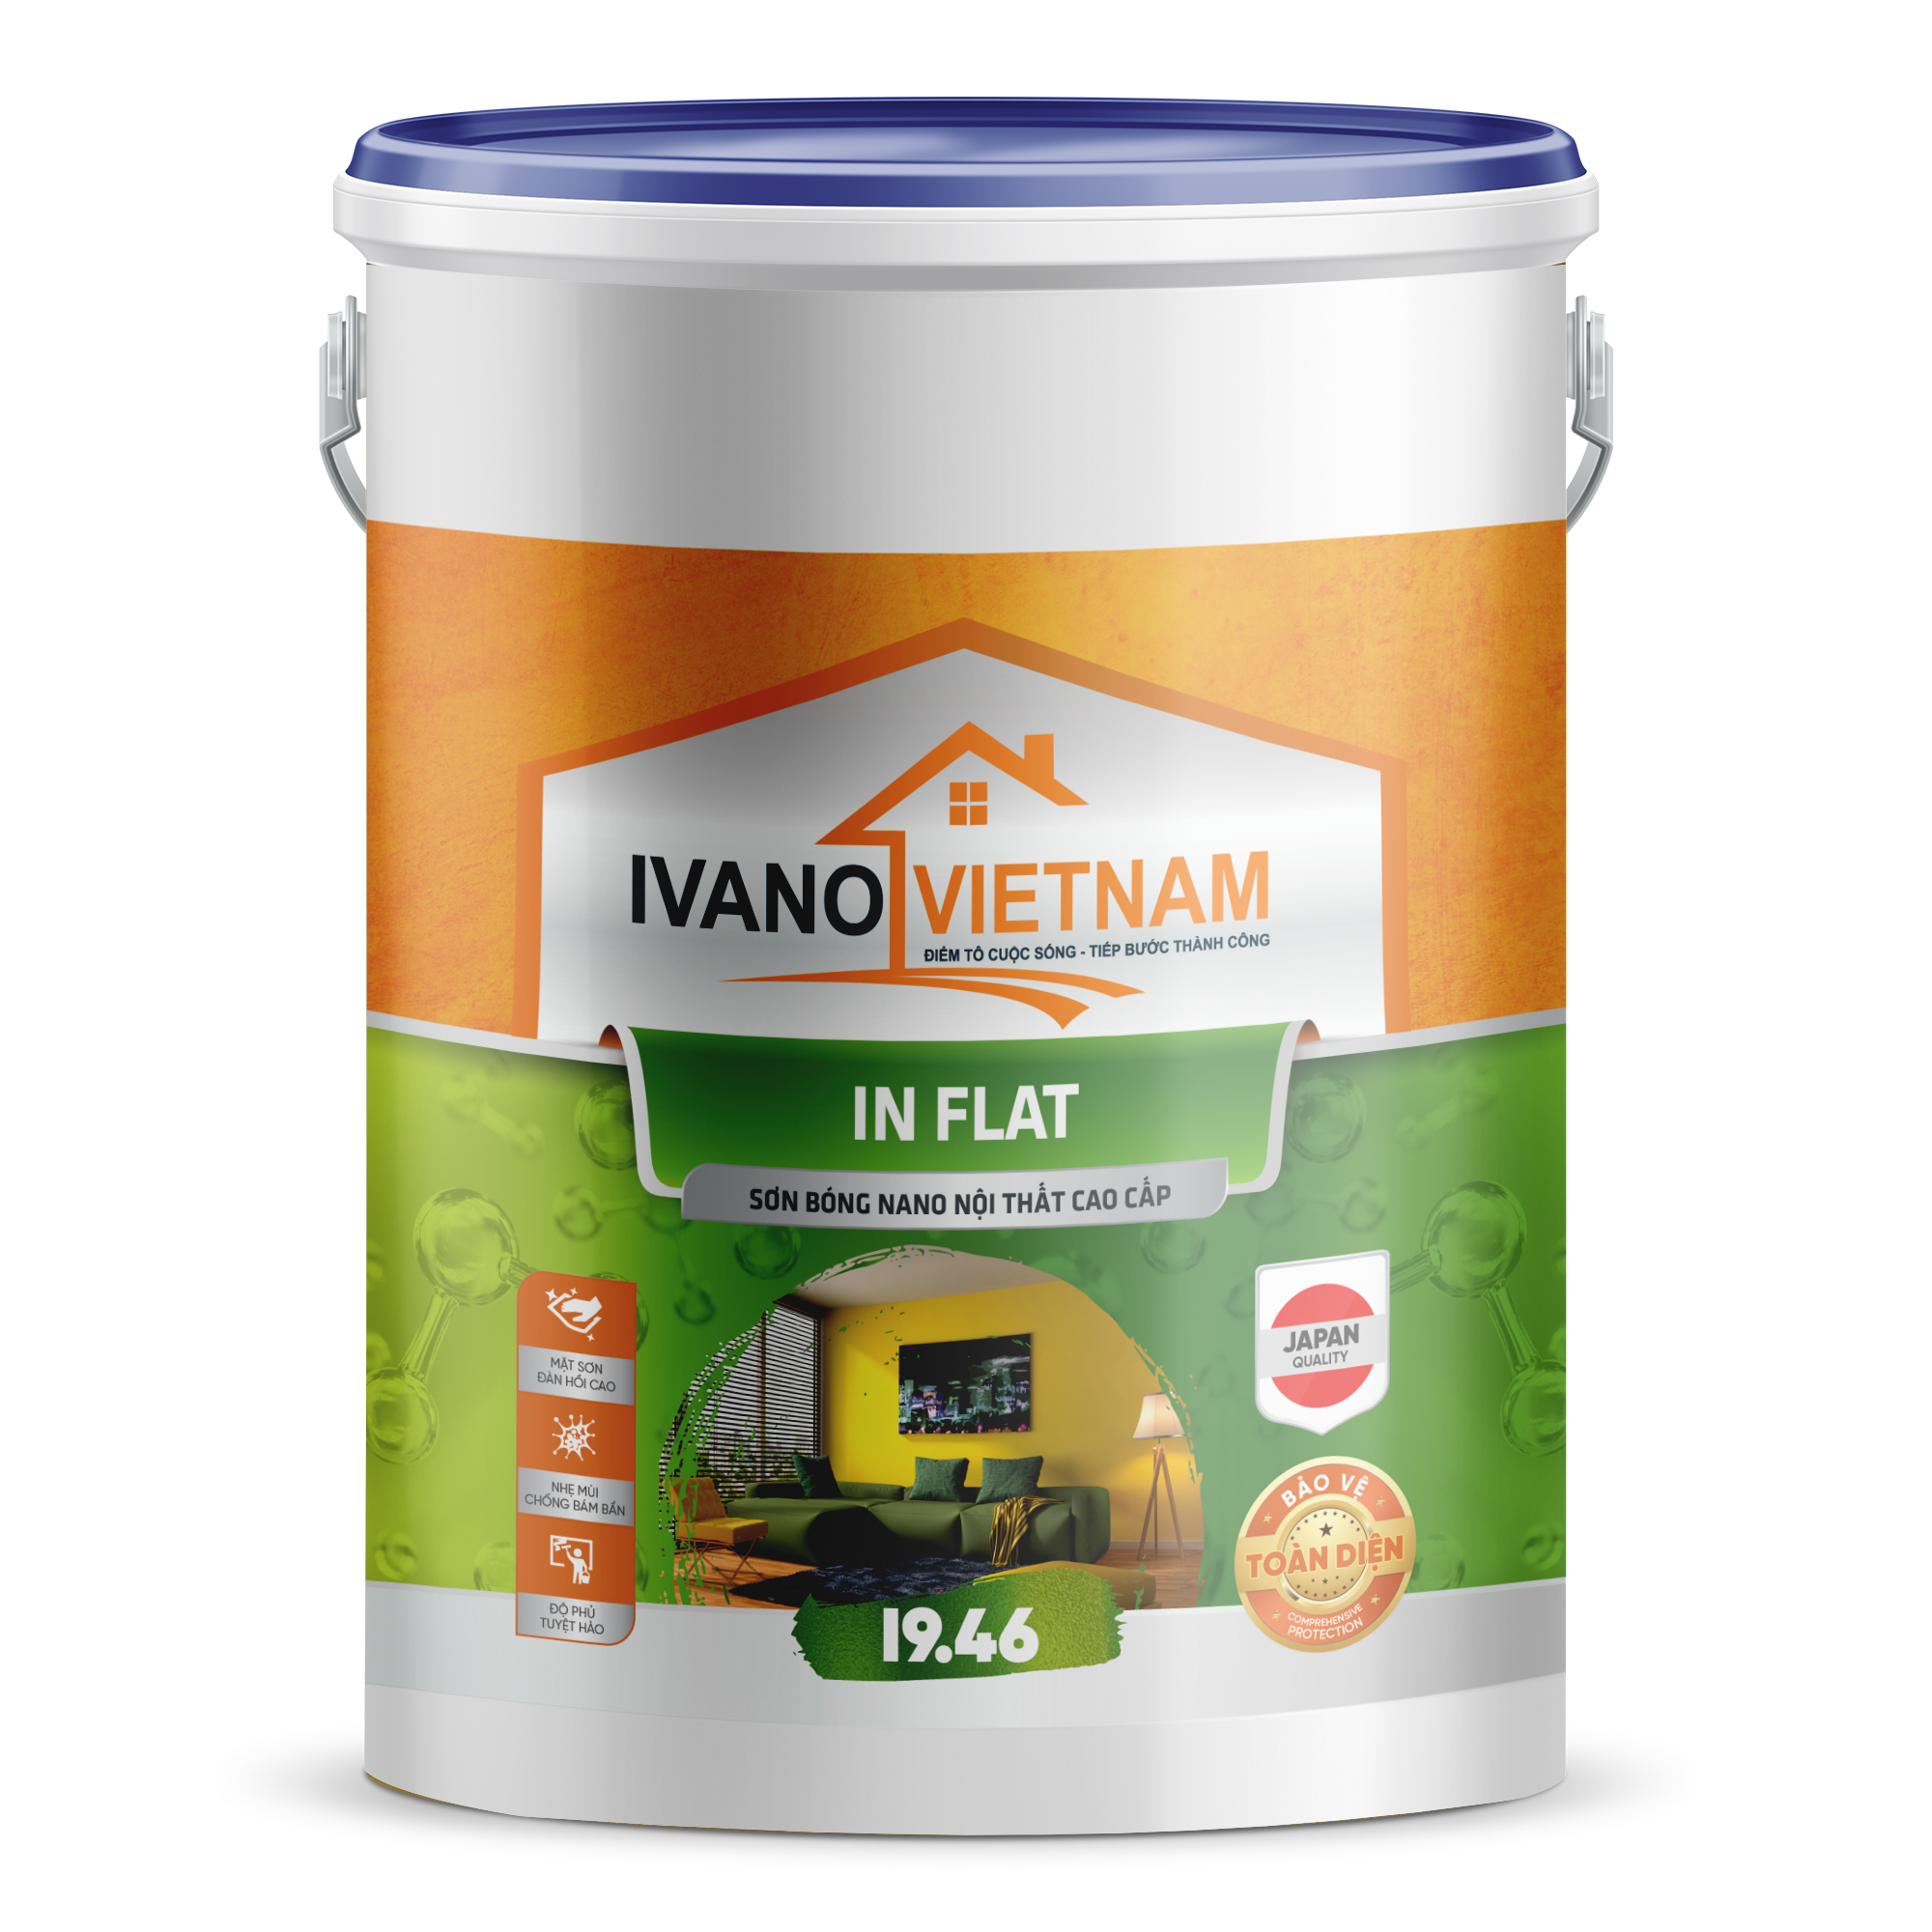 IVANO VIETNAM
ĐIỂM TÔ CUỘC SỐNG - TIẾP BƯỚC THÀNH CÔNG
IN FLAT
SƠN BÓNG NANO NỘI THẤT CAO CẤP
MẶT SƠN
ĐÀN HỒI CAO
NHẸ MÙI
CHỐNG BÁM BẨN
ĐỘ PHỦ
TUYỆT HẢO
JAPAN
QUALITY
BẢO VỆ
TOÀN DIỆN
COMPREHENSIVE
PROTECTION
I9.46